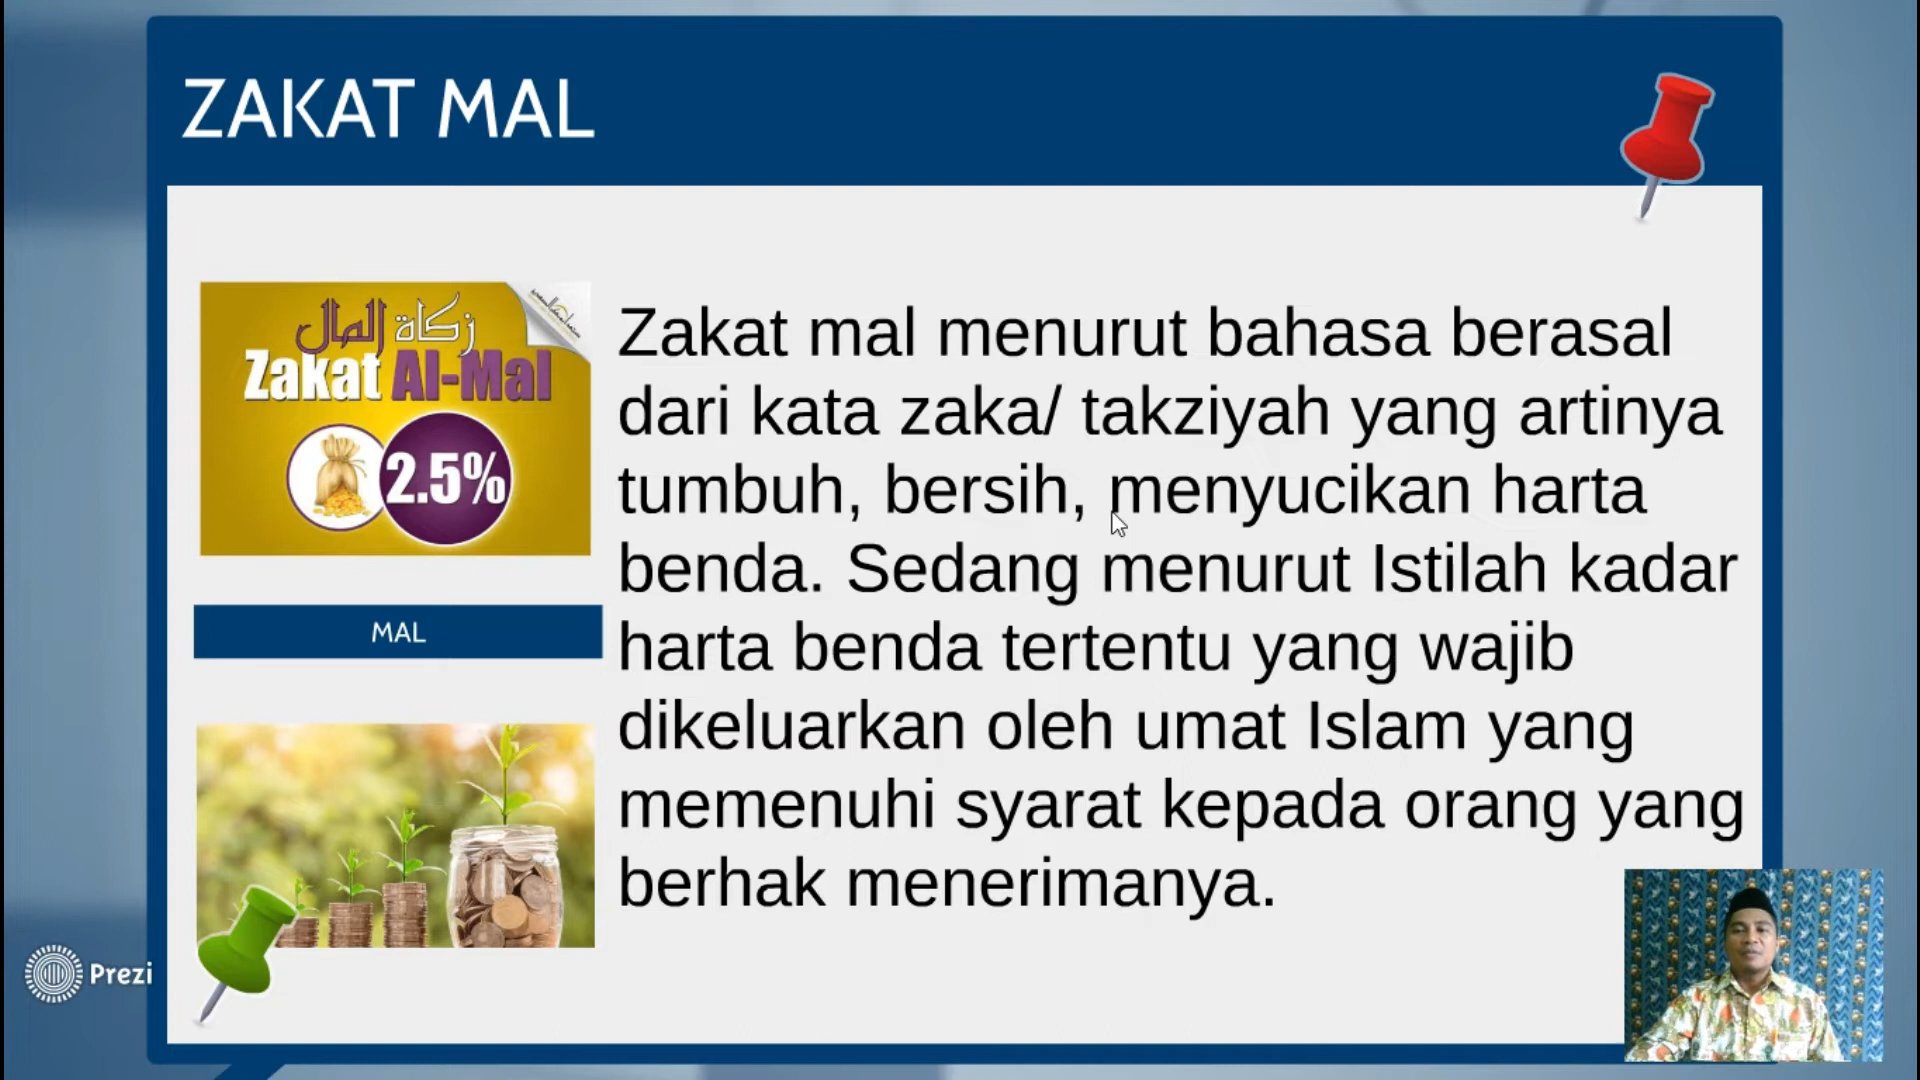 ZAKAT MAL
زكاة المال
Zakat Al-Mal
2.5%
MAL
Zakat mal menurut bahasa berasal
dari kata zaka/ takziyah yang artinya
tumbuh, bersih, menyucikan harta
benda. Sedang menurut Istilah kadar
harta benda tertentu yang wajib
dikeluarkan oleh umat Islam yang
memenuhi syarat kepada orang yang
berhak menerimanya.
Prezi